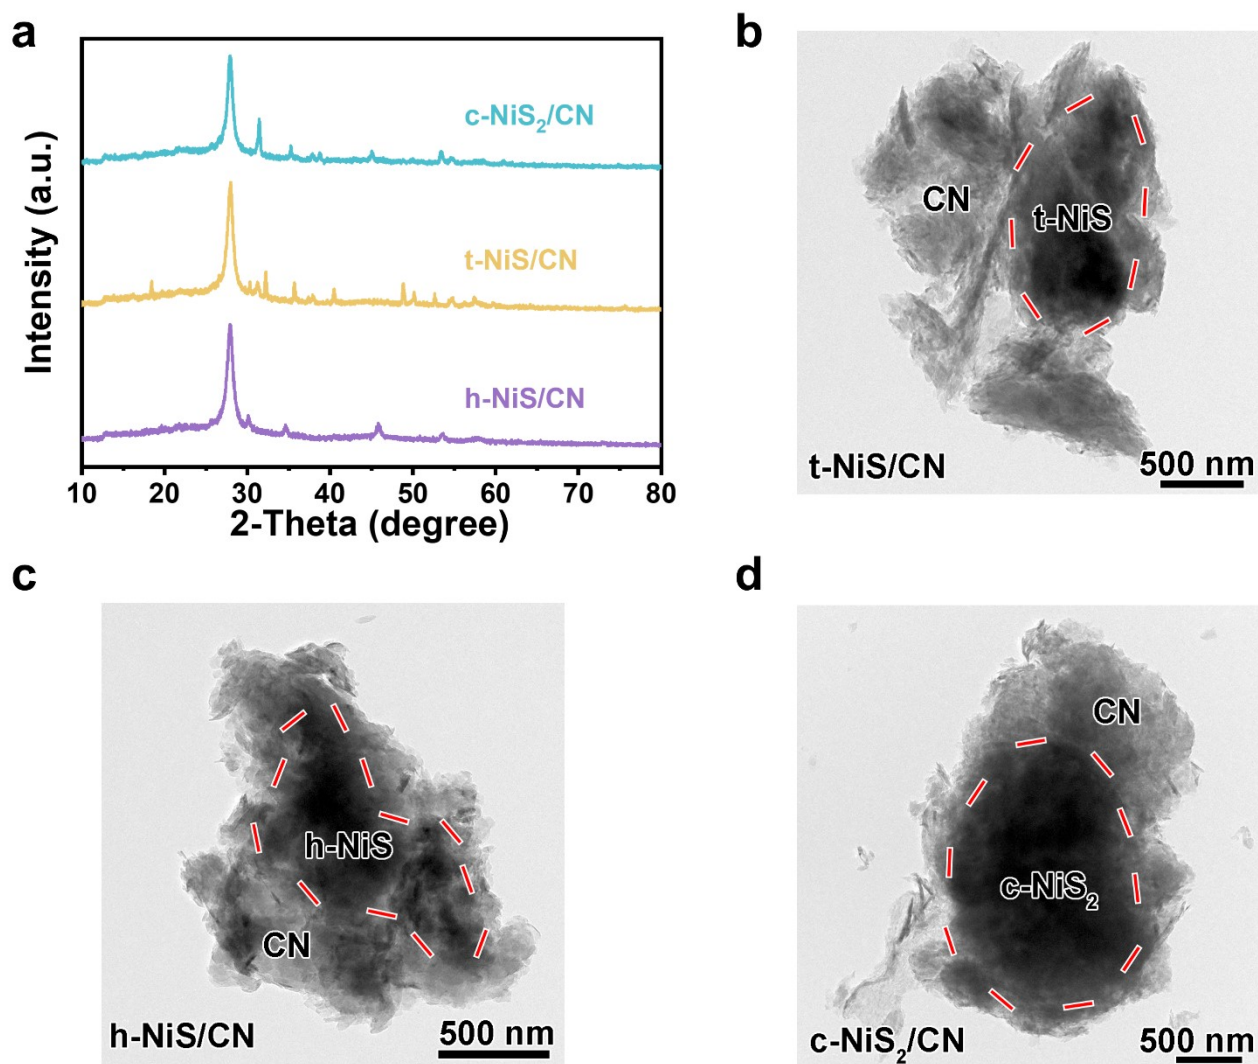 a
Intensity (a.u.)
c-NiS₂/CN
t-NiS/CN
h-NiS/CN
10 20 30 40 50 60 70 80
2-Theta (degree)
b
CN
t-NiS
t-NiS/CN
500 nm
c
h-NiS
CN
h-NiS/CN
500 nm
d
CN
c-NiS₂
c-NiS₂/CN
500 nm